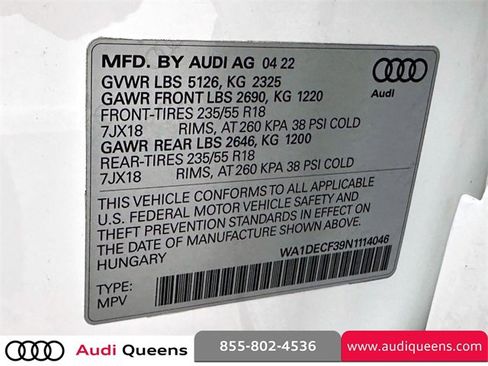 MFD. BY AUDI AG 04 22
GVWR LBS 5126, KG 2325
GAWR FRONT LBS 2690, KG 1220
FRONT-TIRES 235/55 R18
7JX18 RIMS, AT 260 KPA 38 PSI COLD
GAWR REAR LBS 2646, KG 1200
REAR-TIRES 235/55 R18
7JX18 RIMS, AT 260 KPA 38 PSI COLD
THIS VEHICLE CONFORMS TO ALL APPLICABLE
U.S. FEDERAL MOTOR VEHICLE SAFETY AND
THEFT PREVENTION STANDARDS IN EFFECT ON
THE DATE OF MANUFACTURE SHOWN ABOVE.
HUNGARY
WA1DECF39N1114046
TYPE:
MPV
Audi
Audi Queens
855-802-4536
www.audiqueens.com